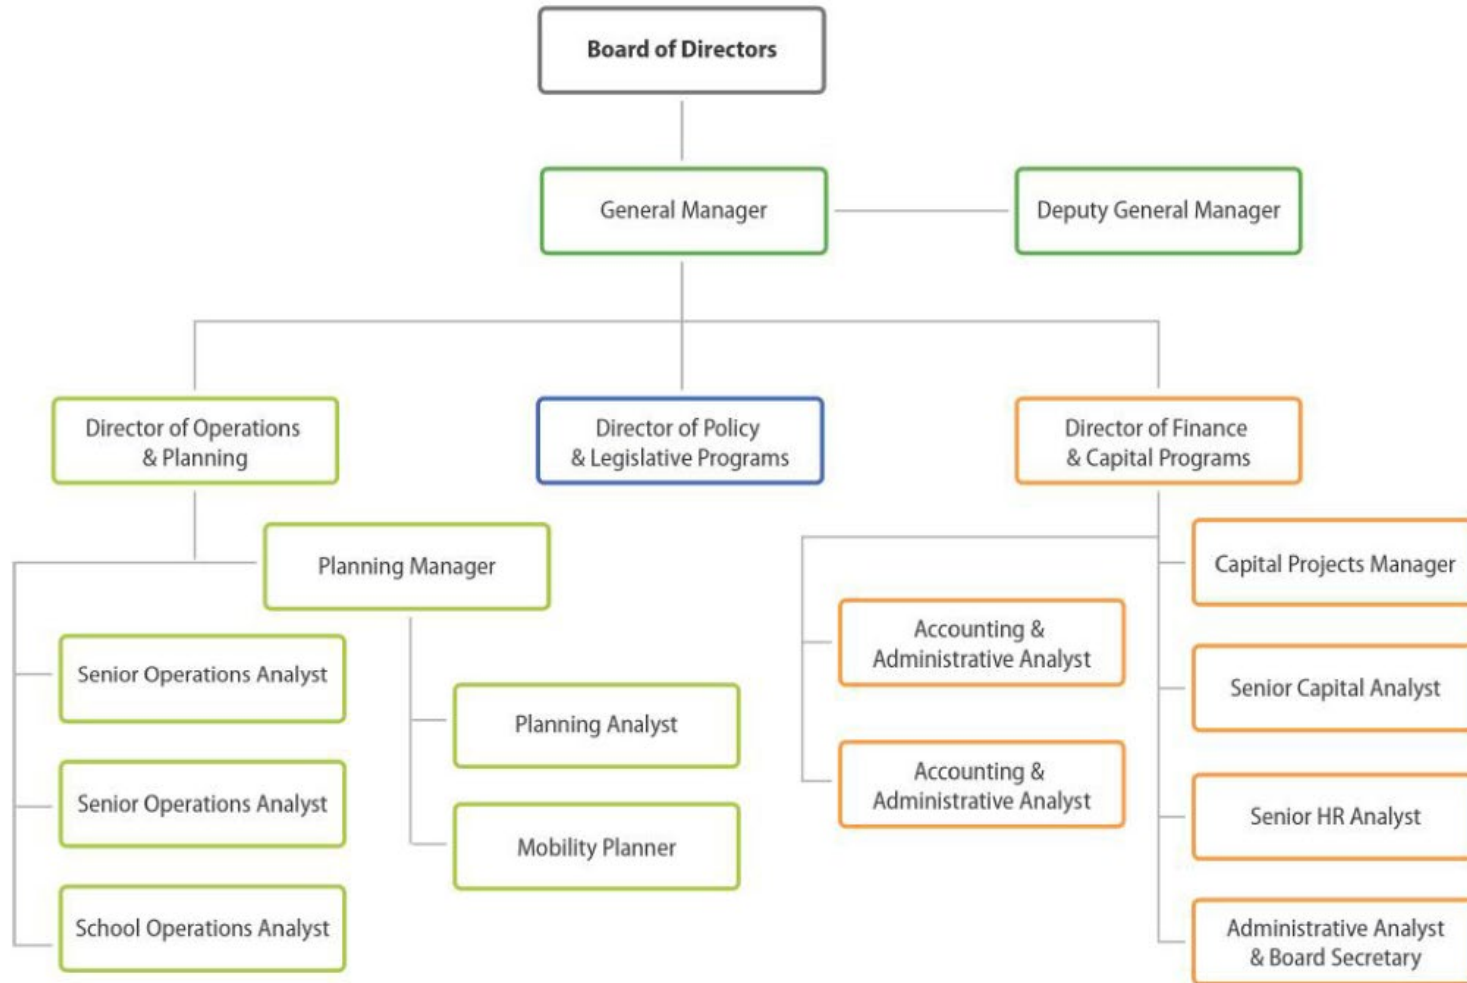 Board of Directors
General Manager
Deputy General Manager
Director of Operations
& Planning
Director of Policy
& Legislative Programs
Director of Finance
& Capital Programs
Planning Manager
Senior Operations Analyst
Senior Operations Analyst
School Operations Analyst
Planning Analyst
Mobility Planner
Accounting &
Administrative Analyst
Accounting &
Administrative Analyst
Capital Projects Manager
Senior Capital Analyst
Senior HR Analyst
Administrative Analyst
& Board Secretary